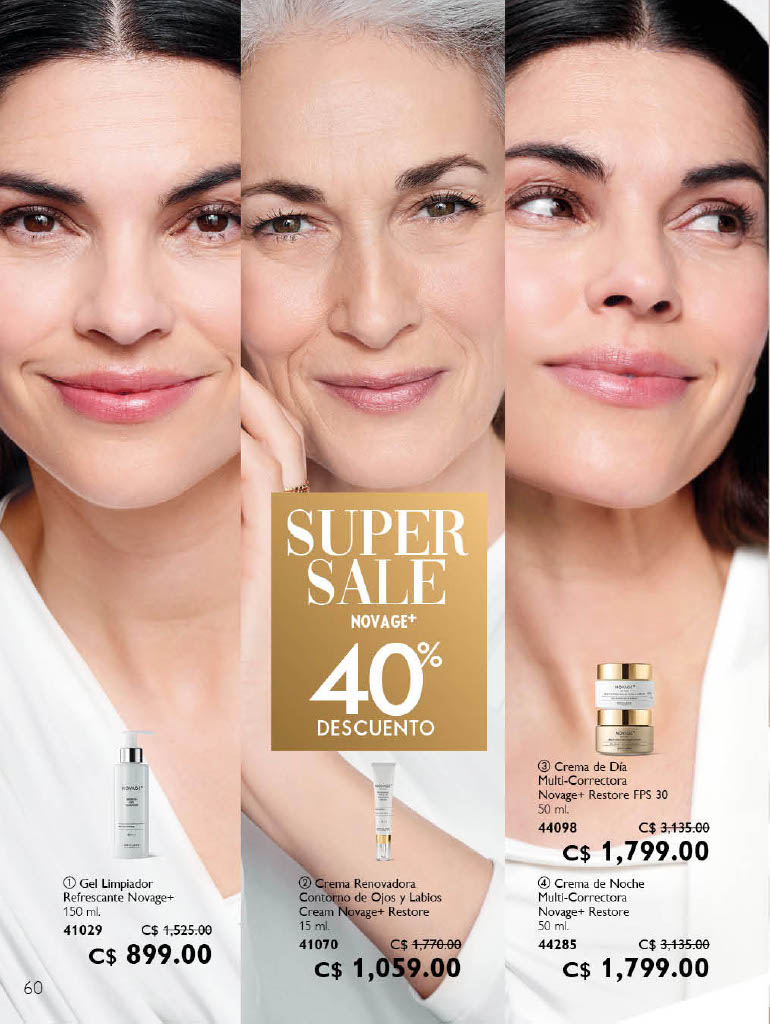 SUPER
SALE
NOVAGE+
40%
DESCUENTO
NOVAGE+
① Gel Limpiador
Refrescante Novage+
150 ml.
41029 C$ 1,525.00
C$ 899.00
② Crema Renovadora
Contorno de Ojos y Labios
Cream Novage+ Restore
15 ml.
41070 C$ 1,770.00
C$ 1,059.00
NOVAGE+
NOVAGE+
③ Crema de Día
Multi-Correctora
Novage+ Restore FPS 30
50 ml.
44098 C$ 3,135.00
C$ 1,799.00
④ Crema de Noche
Multi-Correctora
Novage+ Restore
50 ml.
44285 C$ 3,135.00
C$ 1,799.00
60